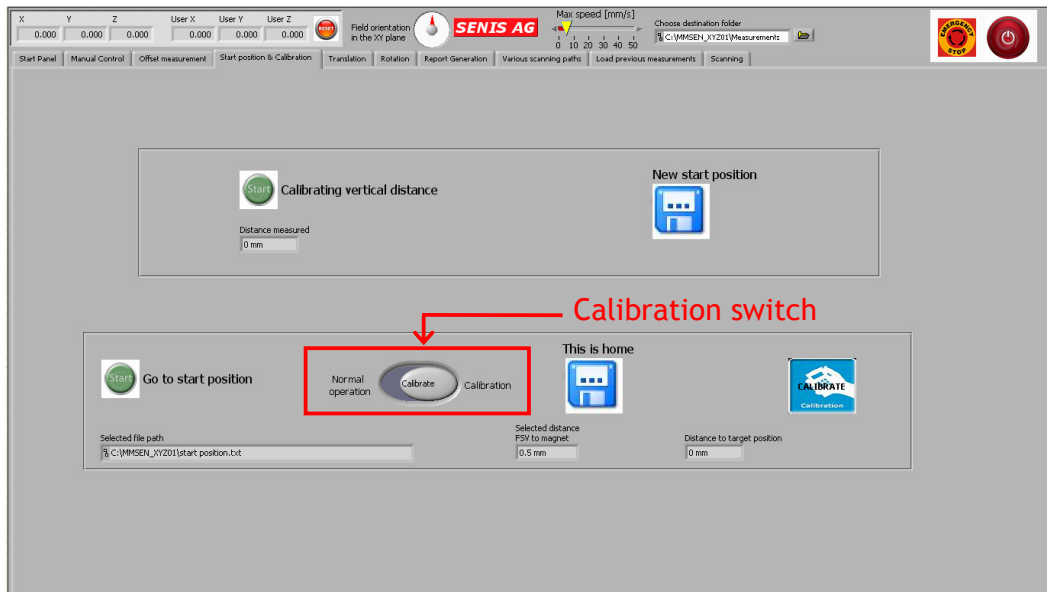 X Y Z User X User Y User Z
0.000 0.000 0.000 0.000 0.000 0.000
RESET
Field orientation
in the XY plane
SENIS AG
Max speed [mm/s]
0 10 20 30 40 50
Choose destination folder
C:\MMSEN_XYZ01\Measurements
EMERGENCY
STOP
Start Panel Manual Control Offset measurement Start position & Calibration Translation Rotation Report Generation Various scanning paths Load previous measurements Scanning
Start Calibrating vertical distance
New start position
Distance measured
0 mm
Calibration switch
Start Go to start position
Normal
operation
Calibrate
Calibration
This is home
CALIBRATE
Calibration
Selected file path
C:\MMSEN_XYZ01\start position.txt
Selected distance
FSV to magnet
0.5 mm
Distance to target position
0 mm